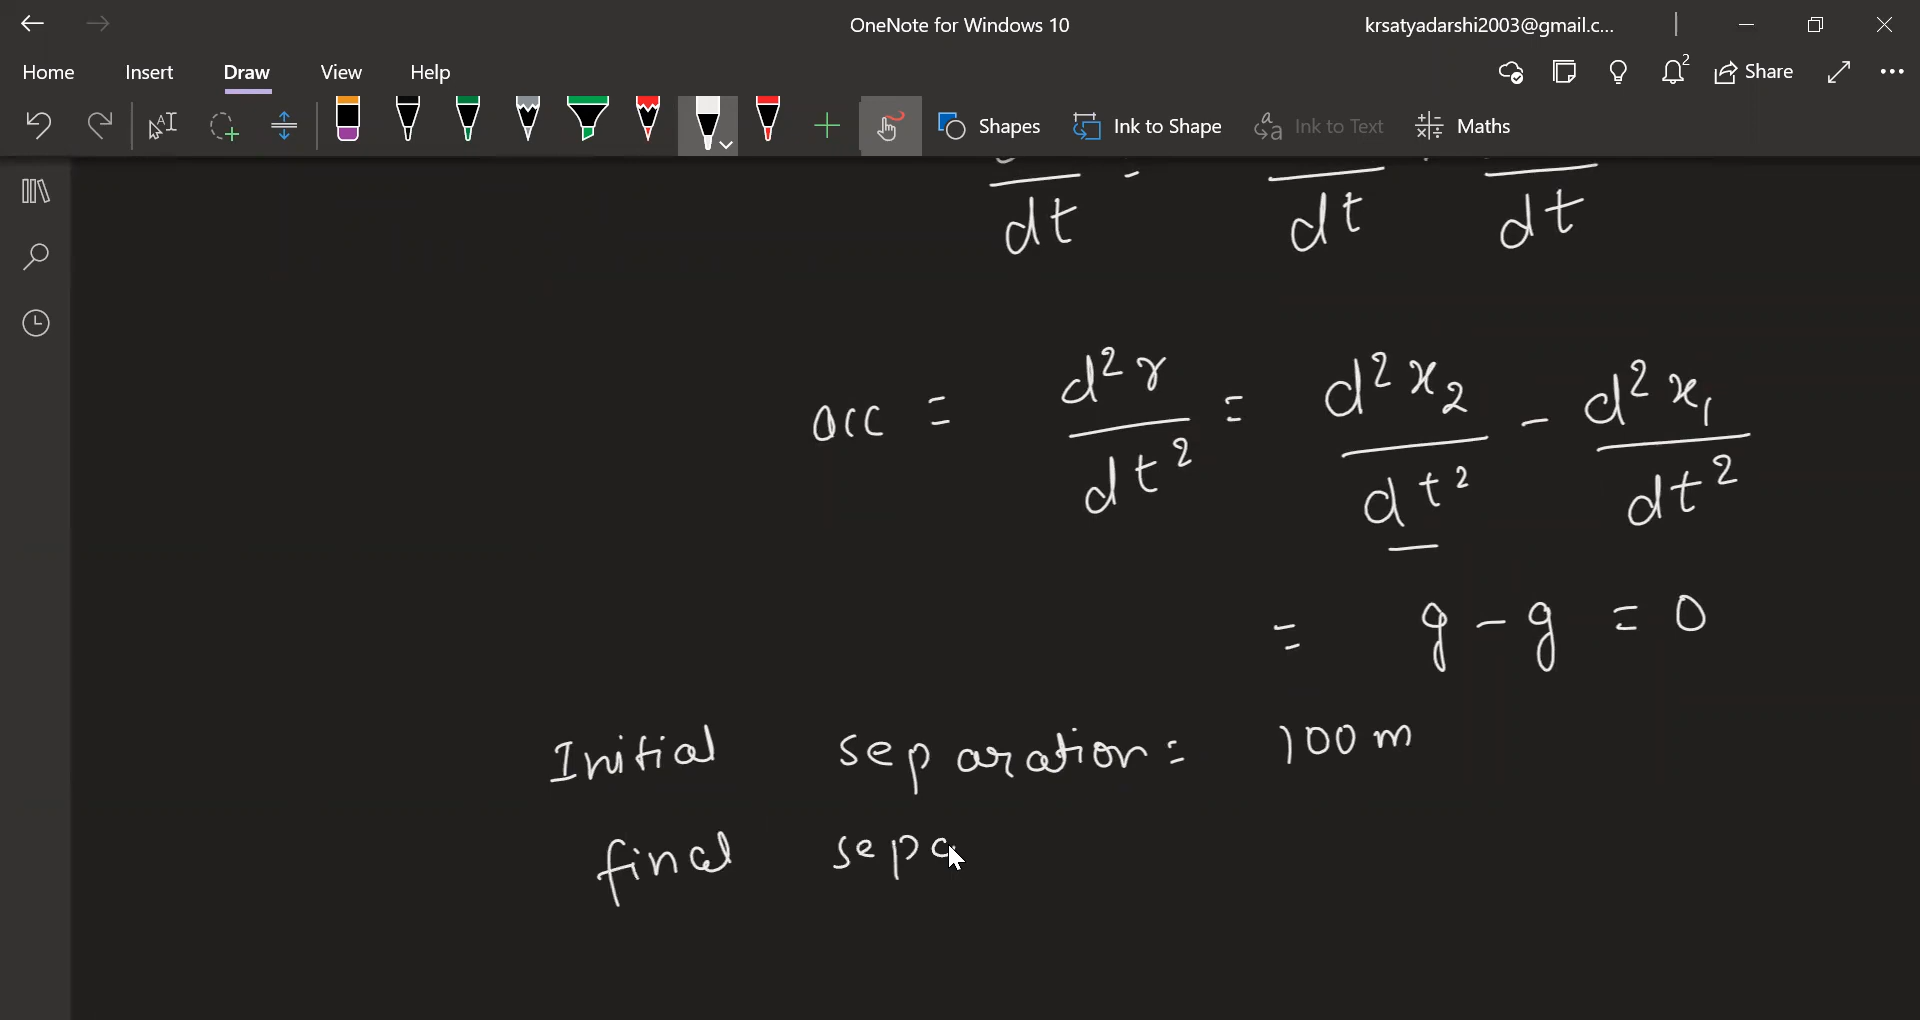 OneNote for Windows 10
krsatyadarshi2003@gmail.c...
Home Insert Draw View Help
2 Share
Shapes Ink to Shape Ink to Text Maths
dt = dt dt
acc = d²r/dt² = d²x₂/dt² - d²x₁/dt²
= g - g = 0
Initial separation = 100 m
final sepa